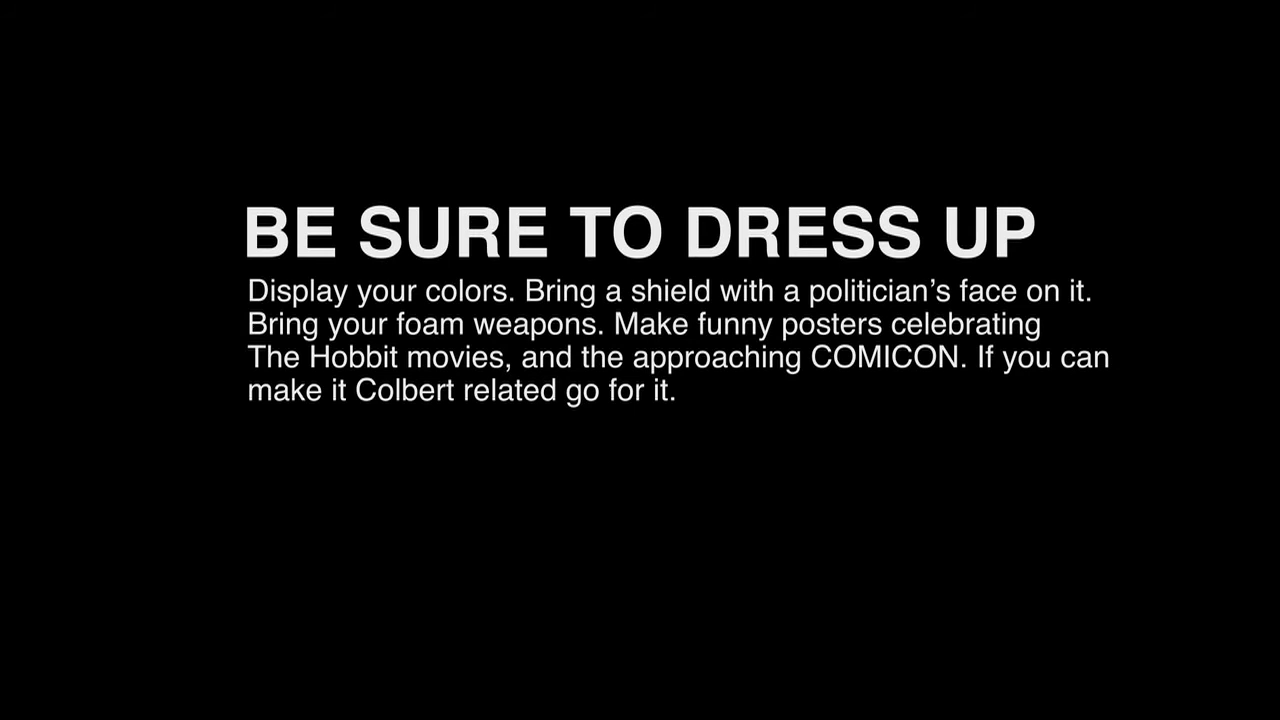 BE SURE TO DRESS UP
Display your colors. Bring a shield with a politician’s face on it.
Bring your foam weapons. Make funny posters celebrating
The Hobbit movies, and the approaching COMICON. If you can
make it Colbert related go for it.